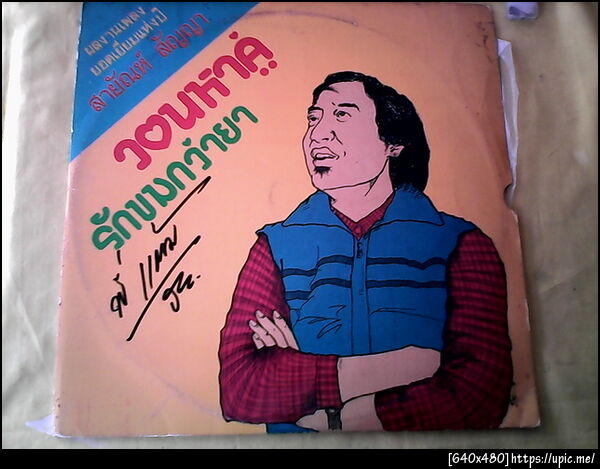 ผลงานเพลง
ยอดเยี่ยมแห่งปี
สายัณห์ สัญญา
วอนหาคู่
รักขมกว่ายา
[640x480]https://upic.me/